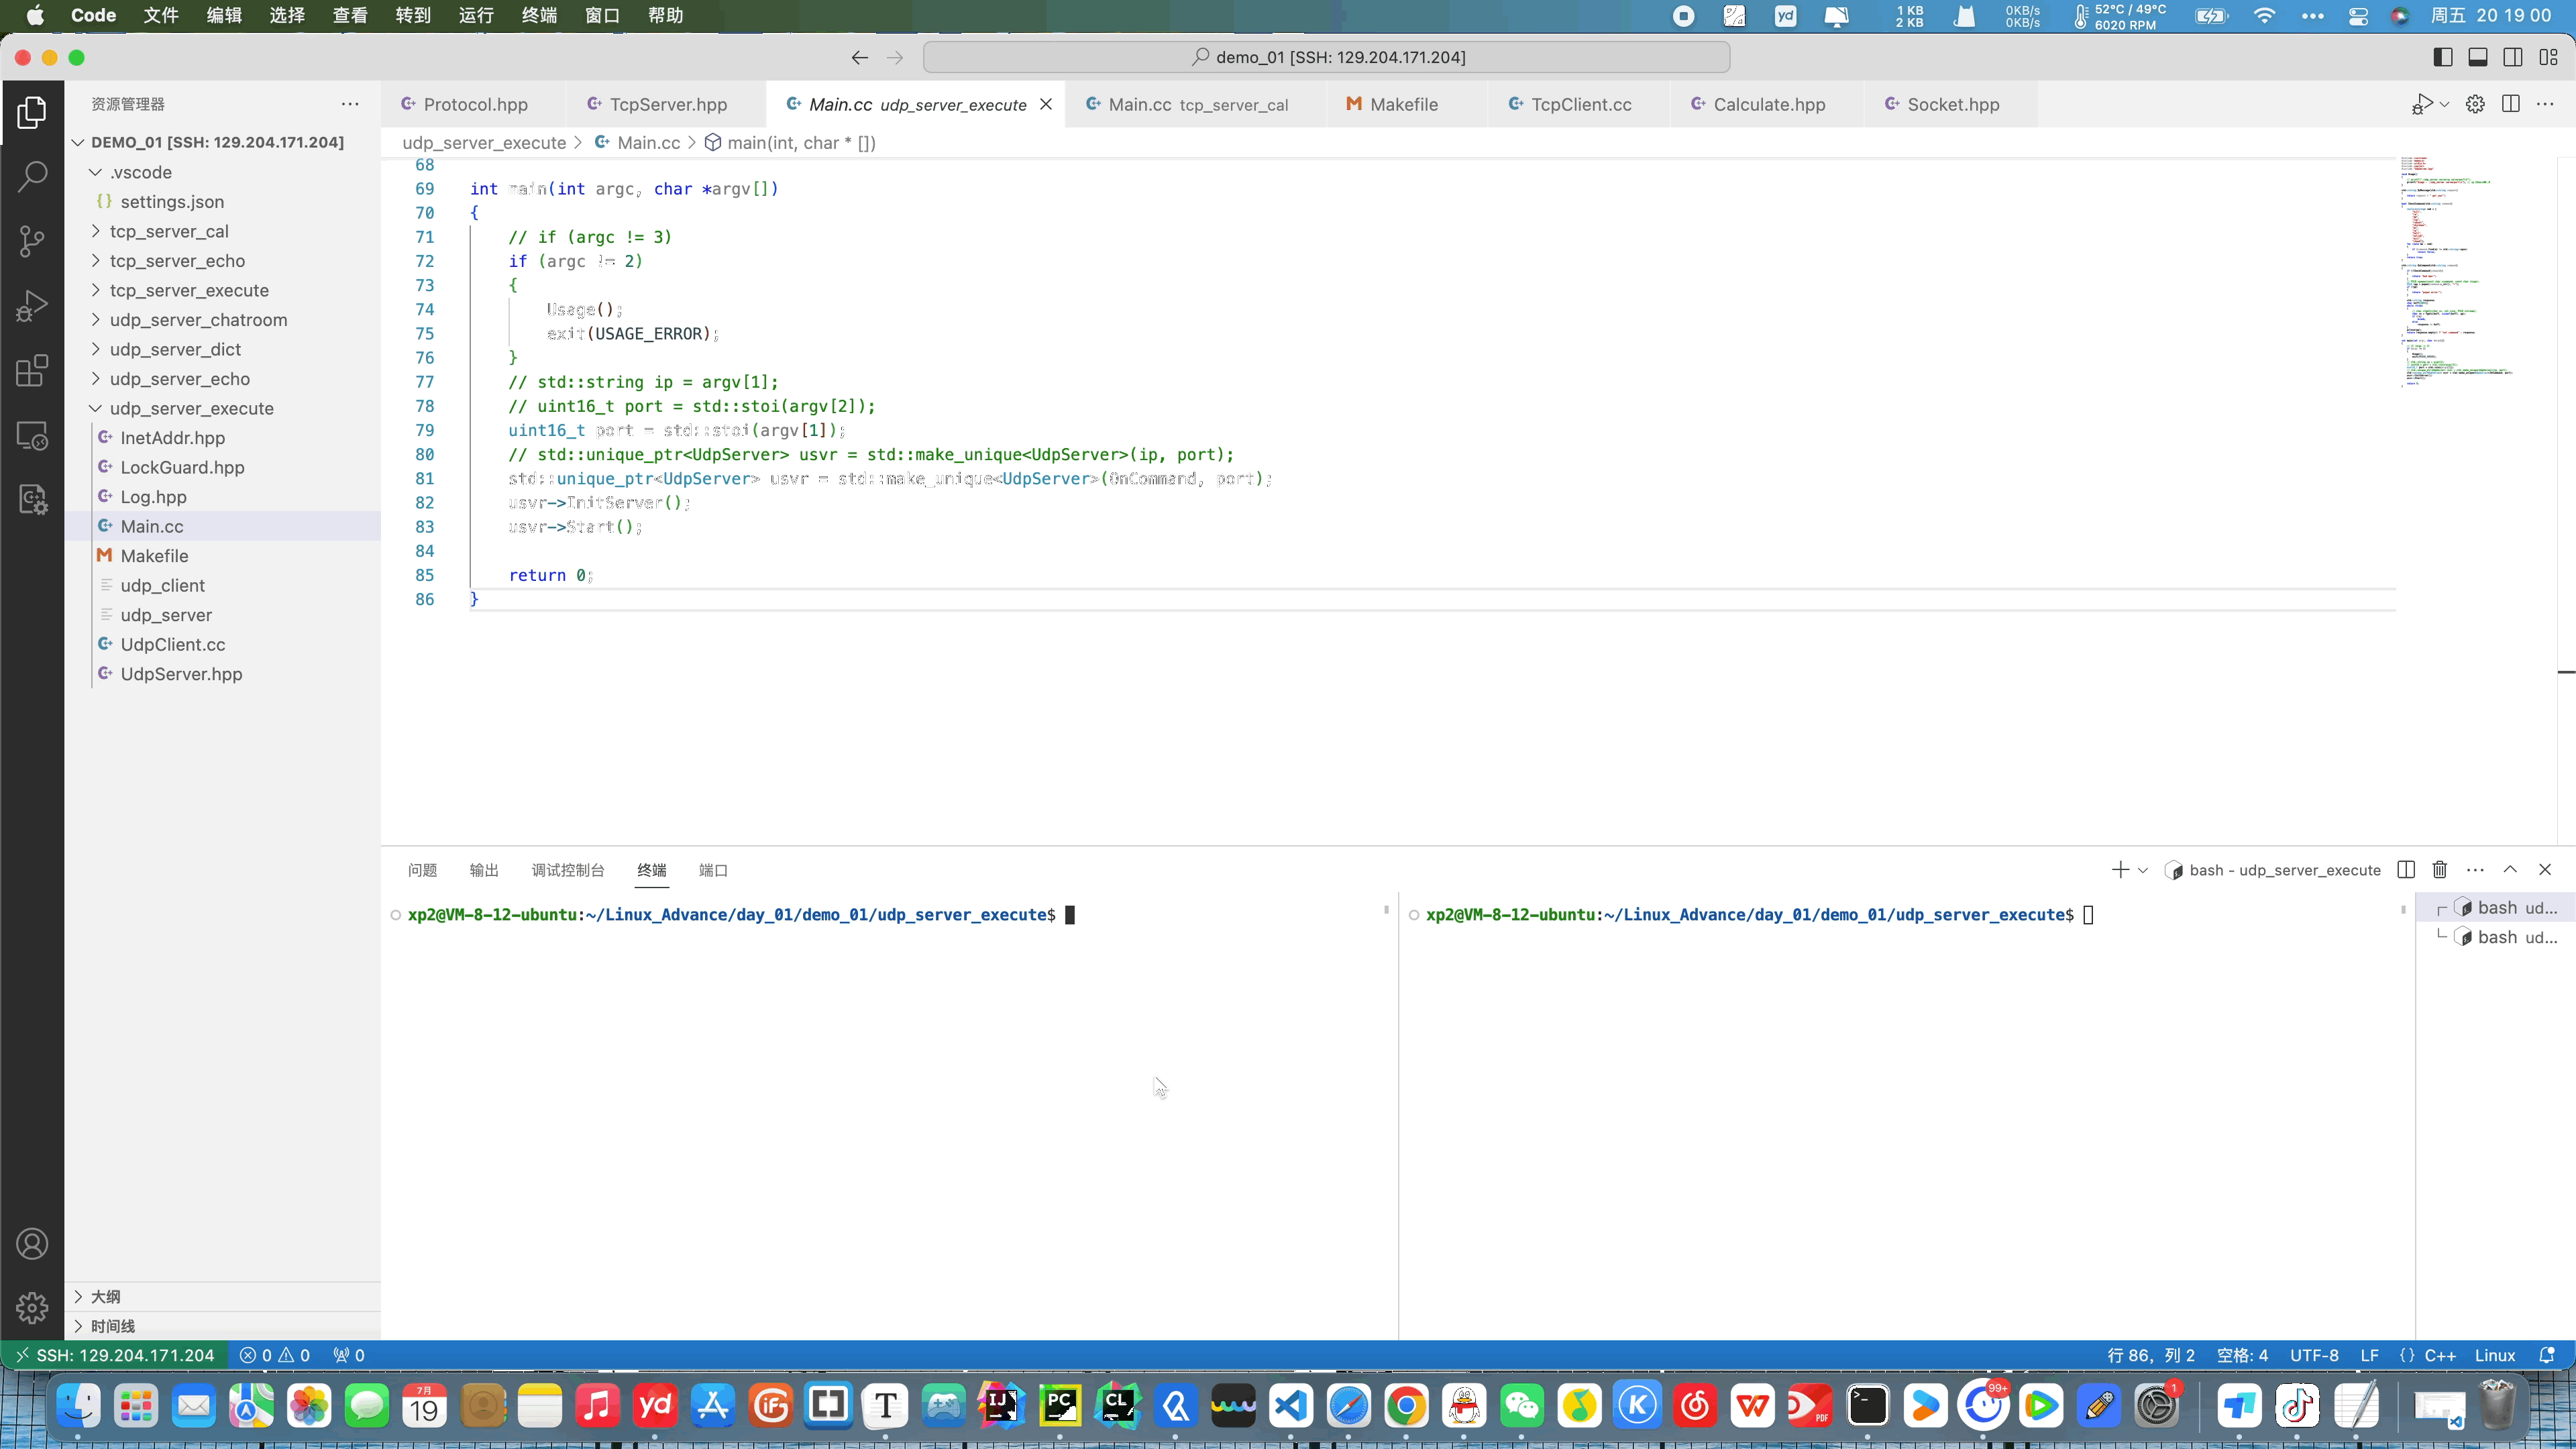 Code 文件 编辑 选择 查看 转到 运行 终端 窗口 帮助
yd 1 KB 2 KB 0KB/s 0KB/s 52°C / 49°C 6020 RPM 周五 20 19 00
demo_01 [SSH: 129.204.171.204]
资源管理器
DEMO_01 [SSH: 129.204.171.204]
.vscode
settings.json
tcp_server_cal
tcp_server_echo
tcp_server_execute
udp_server_chatroom
udp_server_dict
udp_server_echo
udp_server_execute
InetAddr.hpp
LockGuard.hpp
Log.hpp
Main.cc
Makefile
udp_client
udp_server
UdpClient.cc
UdpServer.hpp
大纲
时间线
Protocol.hpp TcpServer.hpp Main.cc udp_server_execute Main.cc tcp_server_cal Makefile TcpClient.cc Calculate.hpp Socket.hpp
udp_server_execute > Main.cc > main(int, char * [])
68
69 int main(int argc, char *argv[])
70 {
71 // if (argc != 3)
72 if (argc != 2)
73 {
74 Usage();
75 exit(USAGE_ERROR);
76 }
77 // std::string ip = argv[1];
78 // uint16_t port = std::stoi(argv[2]);
79 uint16_t port = std::stoi(argv[1]);
80 // std::unique_ptr<UdpServer> usvr = std::make_unique<UdpServer>(ip, port);
81 std::unique_ptr<UdpServer> usvr = std::make_unique<UdpServer>(OnCommand, port);
82 usvr->InitServer();
83 usvr->Start();
84
85 return 0;
86 }
问题 输出 调试控制台 终端 端口
bash - udp_server_execute
xp2@VM-8-12-ubuntu:~/Linux_Advance/day_01/demo_01/udp_server_execute$
xp2@VM-8-12-ubuntu:~/Linux_Advance/day_01/demo_01/udp_server_execute$
bash ud...
bash ud...
SSH: 129.204.171.204 0 0 0
行 86, 列 2 空格: 4 UTF-8 LF {} C++ Linux
7月 19 yd iF5 T IJ PC CL K W PDF 99+ 1